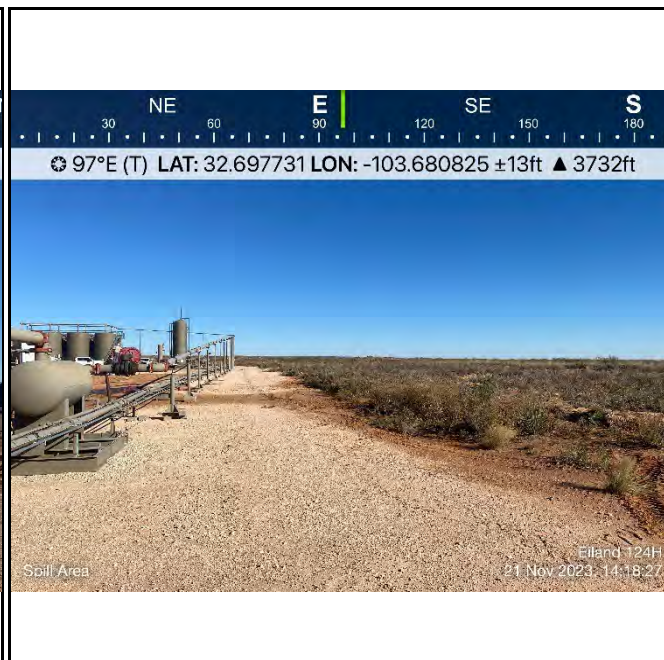 NE E SE S
30 60 90 120 150 180
97°E (T) LAT: 32.697731 LON: -103.680825 ±13ft ▲ 3732ft
Eiland 124H
Spill Area 21 Nov 2023, 14:18:27